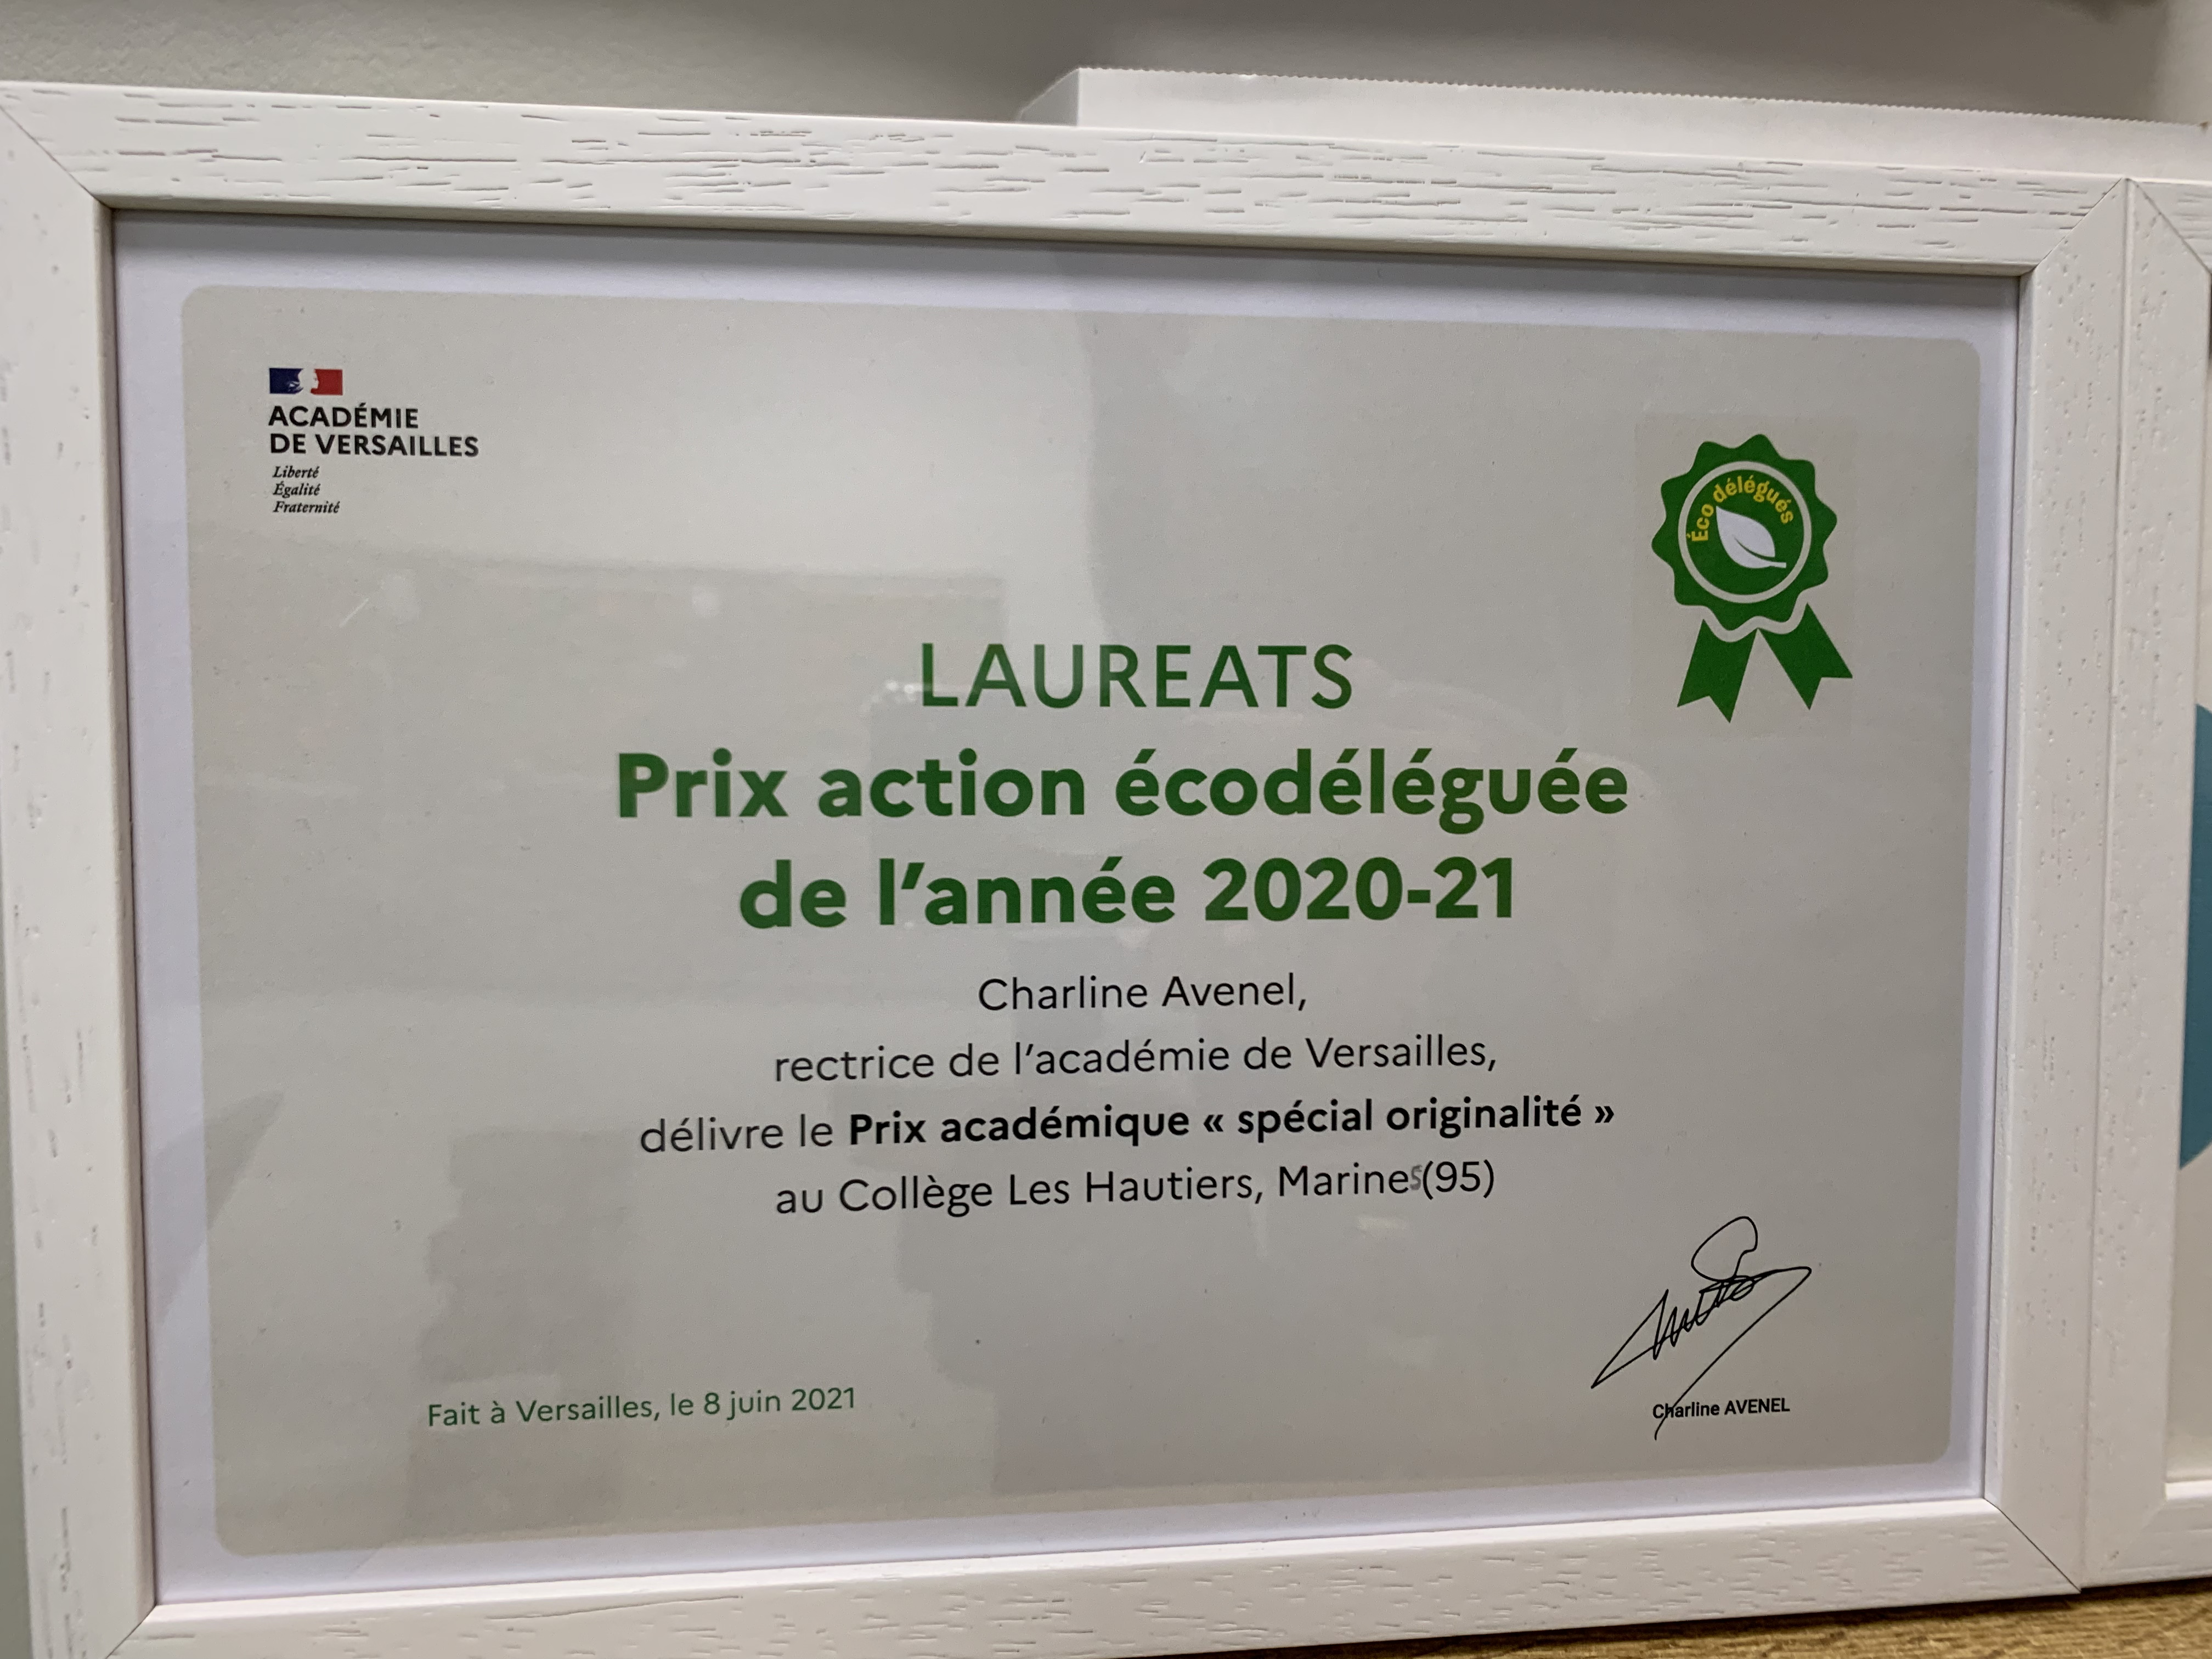 ACADÉMIE
DE VERSAILLES
Liberté
Égalité
Fraternité
Éco délégués
LAUREATS
Prix action écodéléguée
de l'année 2020-21
Charline Avenel,
rectrice de l'académie de Versailles,
délivre le Prix académique « spécial originalité »
au Collège Les Hautiers, Marines(95)
Fait à Versailles, le 8 juin 2021
Charline AVENEL